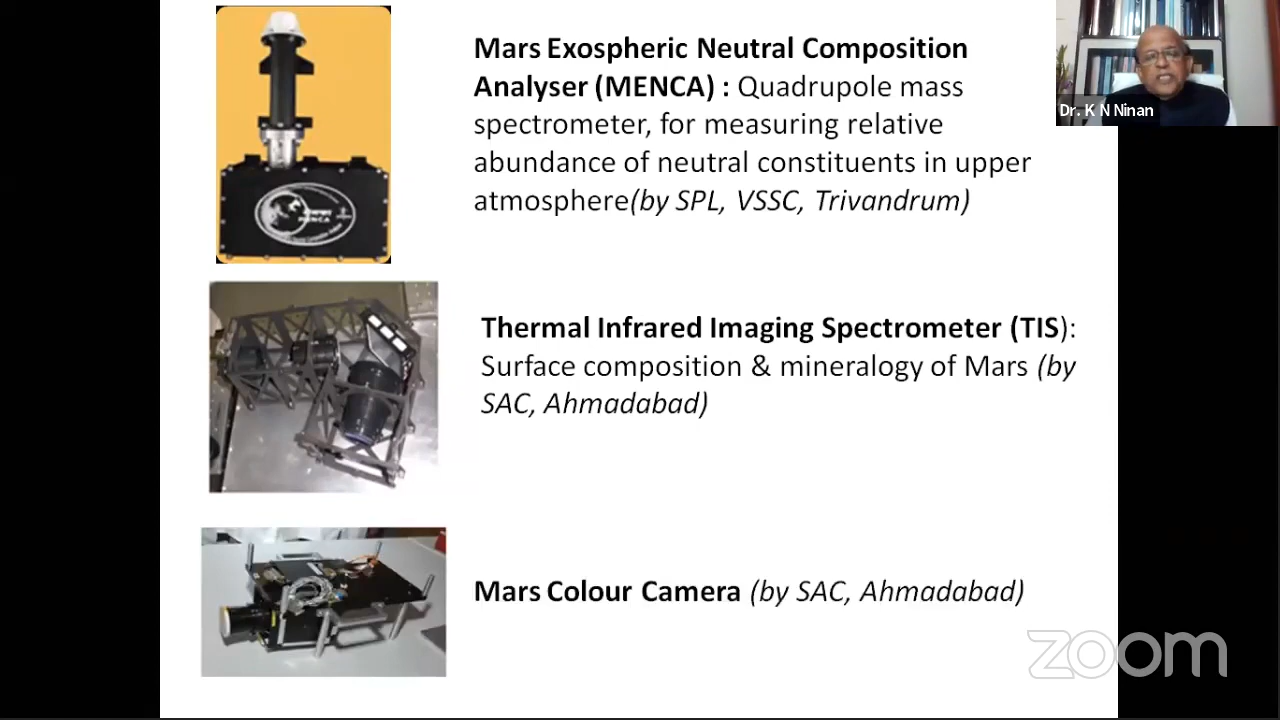 Mars Exospheric Neutral Composition
Analyser (MENCA) : Quadrupole mass
spectrometer, for measuring relative
abundance of neutral constituents in upper
atmosphere(by SPL, VSSC, Trivandrum)
Dr. K N Ninan
MENCA
Thermal Infrared Imaging Spectrometer (TIS):
Surface composition & mineralogy of Mars (by
SAC, Ahmadabad)
Mars Colour Camera (by SAC, Ahmadabad)
zoom